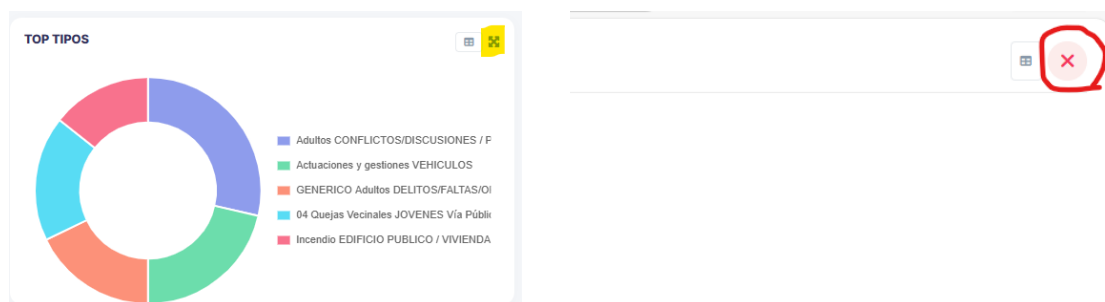 TOP TIPOS
Adultos CONFLICTOS/DISCUSIONES / P
Actuaciones y gestiones VEHICULOS
GENERICO Adultos DELITOS/FALTAS/O
04 Quejas Vecinales JOVENES Vía Públic
Incendio EDIFICIO PUBLICO / VIVIENDA